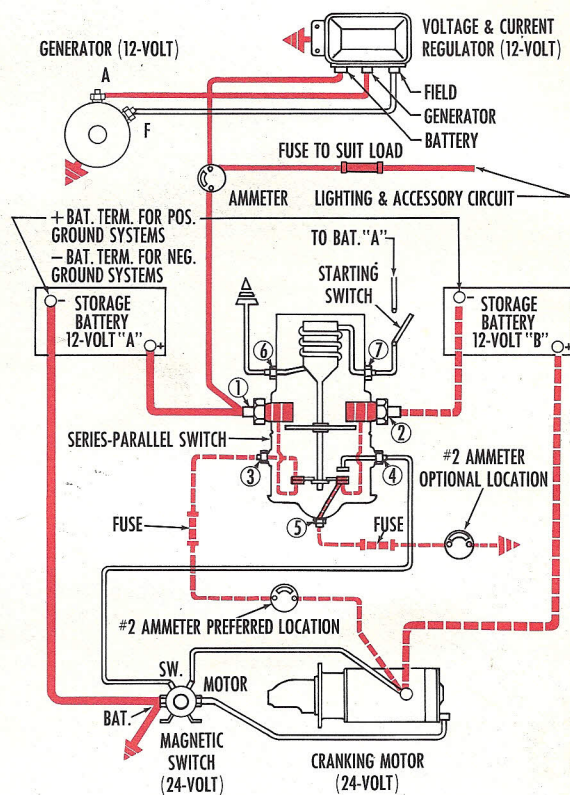 GENERATOR (12-VOLT)
VOLTAGE & CURRENT
REGULATOR (12-VOLT)
A
F
FIELD
GENERATOR
BATTERY
FUSE TO SUIT LOAD
AMMETER
LIGHTING & ACCESSORY CIRCUIT
+ BAT. TERM. FOR POS.
GROUND SYSTEMS
- BAT. TERM. FOR NEG.
GROUND SYSTEMS
TO BAT. "A"
STARTING
SWITCH
-
STORAGE
BATTERY
12-VOLT "A"
+
-
STORAGE
BATTERY
12-VOLT "B"
+
6
7
1
2
SERIES-PARALLEL SWITCH
3
4
5
#2 AMMETER
OPTIONAL LOCATION
FUSE
FUSE
#2 AMMETER PREFERRED LOCATION
SW.
MOTOR
BAT.
MAGNETIC
SWITCH
(24-VOLT)
CRANKING MOTOR
(24-VOLT)